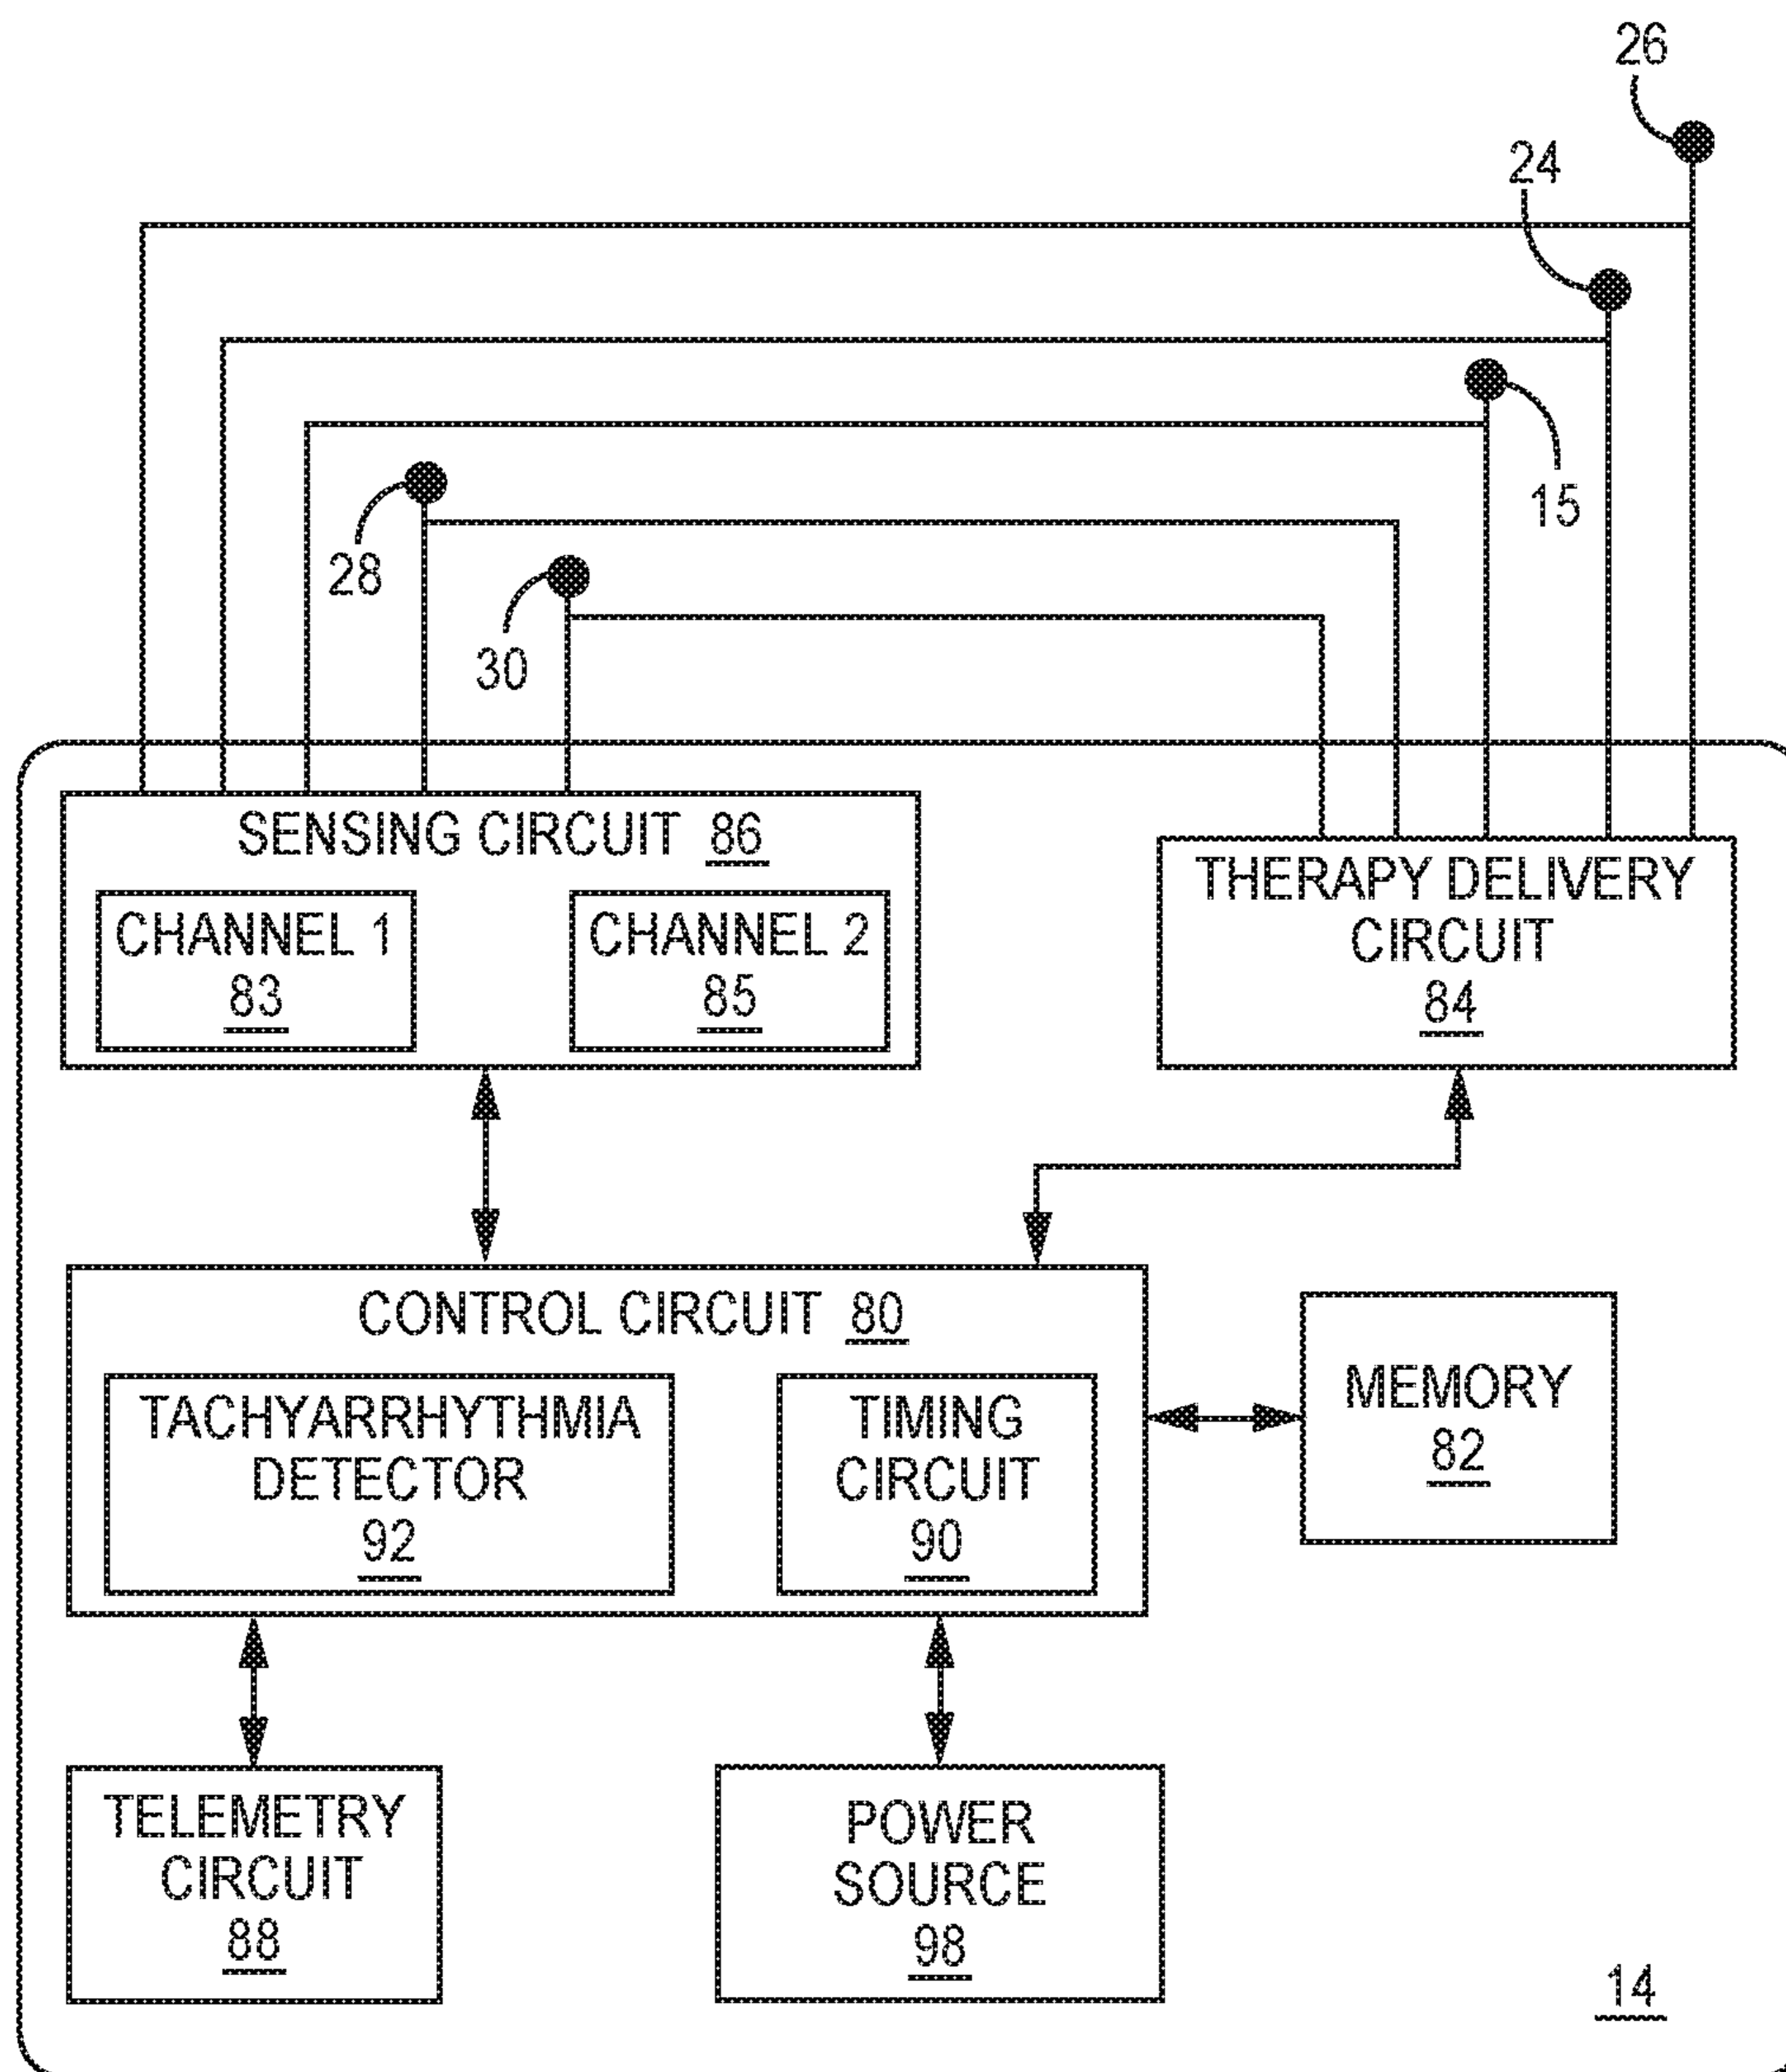 26
24
15
28
30
SENSING CIRCUIT 86
CHANNEL 1
83
CHANNEL 2
85
THERAPY DELIVERY
CIRCUIT
84
CONTROL CIRCUIT 80
TACHYARRHYTHMIA
DETECTOR
92
TIMING
CIRCUIT
90
MEMORY
82
TELEMETRY
CIRCUIT
88
POWER
SOURCE
98
14